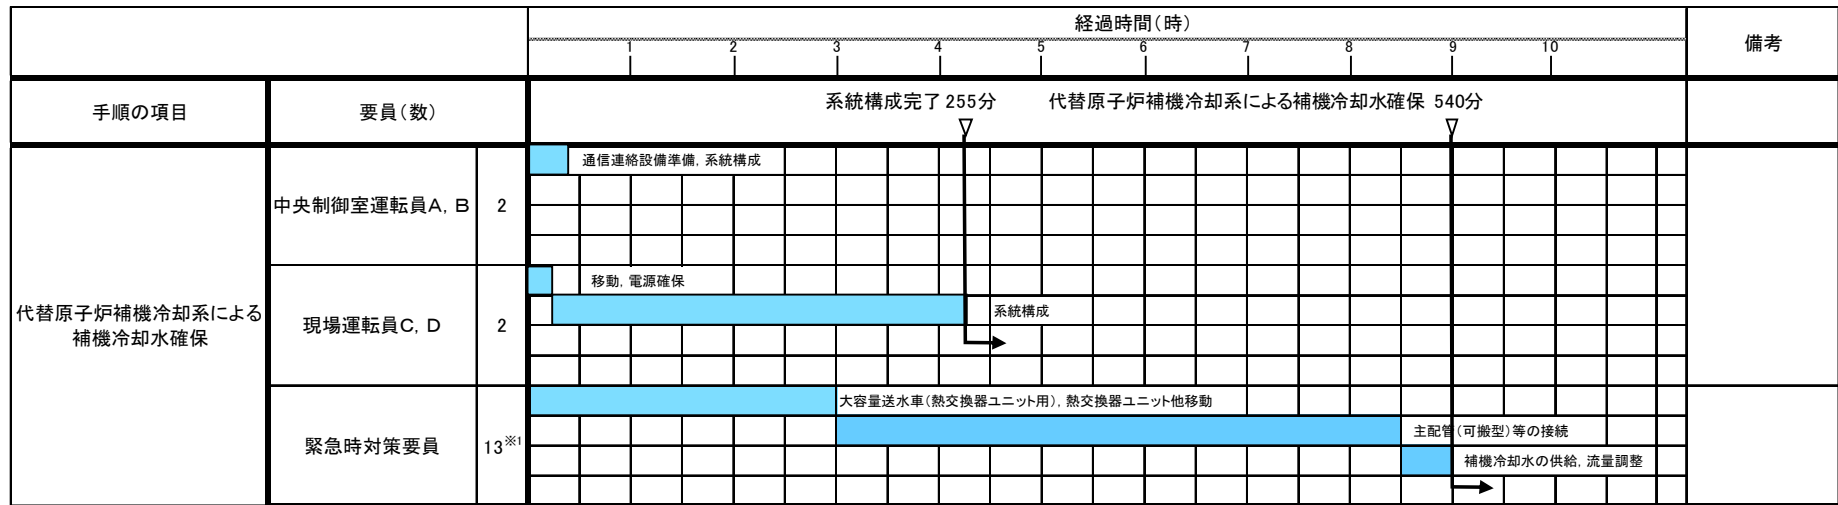 経過時間(時)
備考
1 2 3 4 5 6 7 8 9 10
手順の項目
要員(数)
系統構成完了 255分
代替原子炉補機冷却系による補機冷却水確保 540分
代替原子炉補機冷却系による
補機冷却水確保
中央制御室運転員A, B
2
通信連絡設備準備, 系統構成
現場運転員C, D
2
移動, 電源確保
系統構成
緊急時対策要員
13※1
大容量送水車(熱交換器ユニット用), 熱交換器ユニット他移動
主配管(可搬型)等の接続
補機冷却水の供給, 流量調整